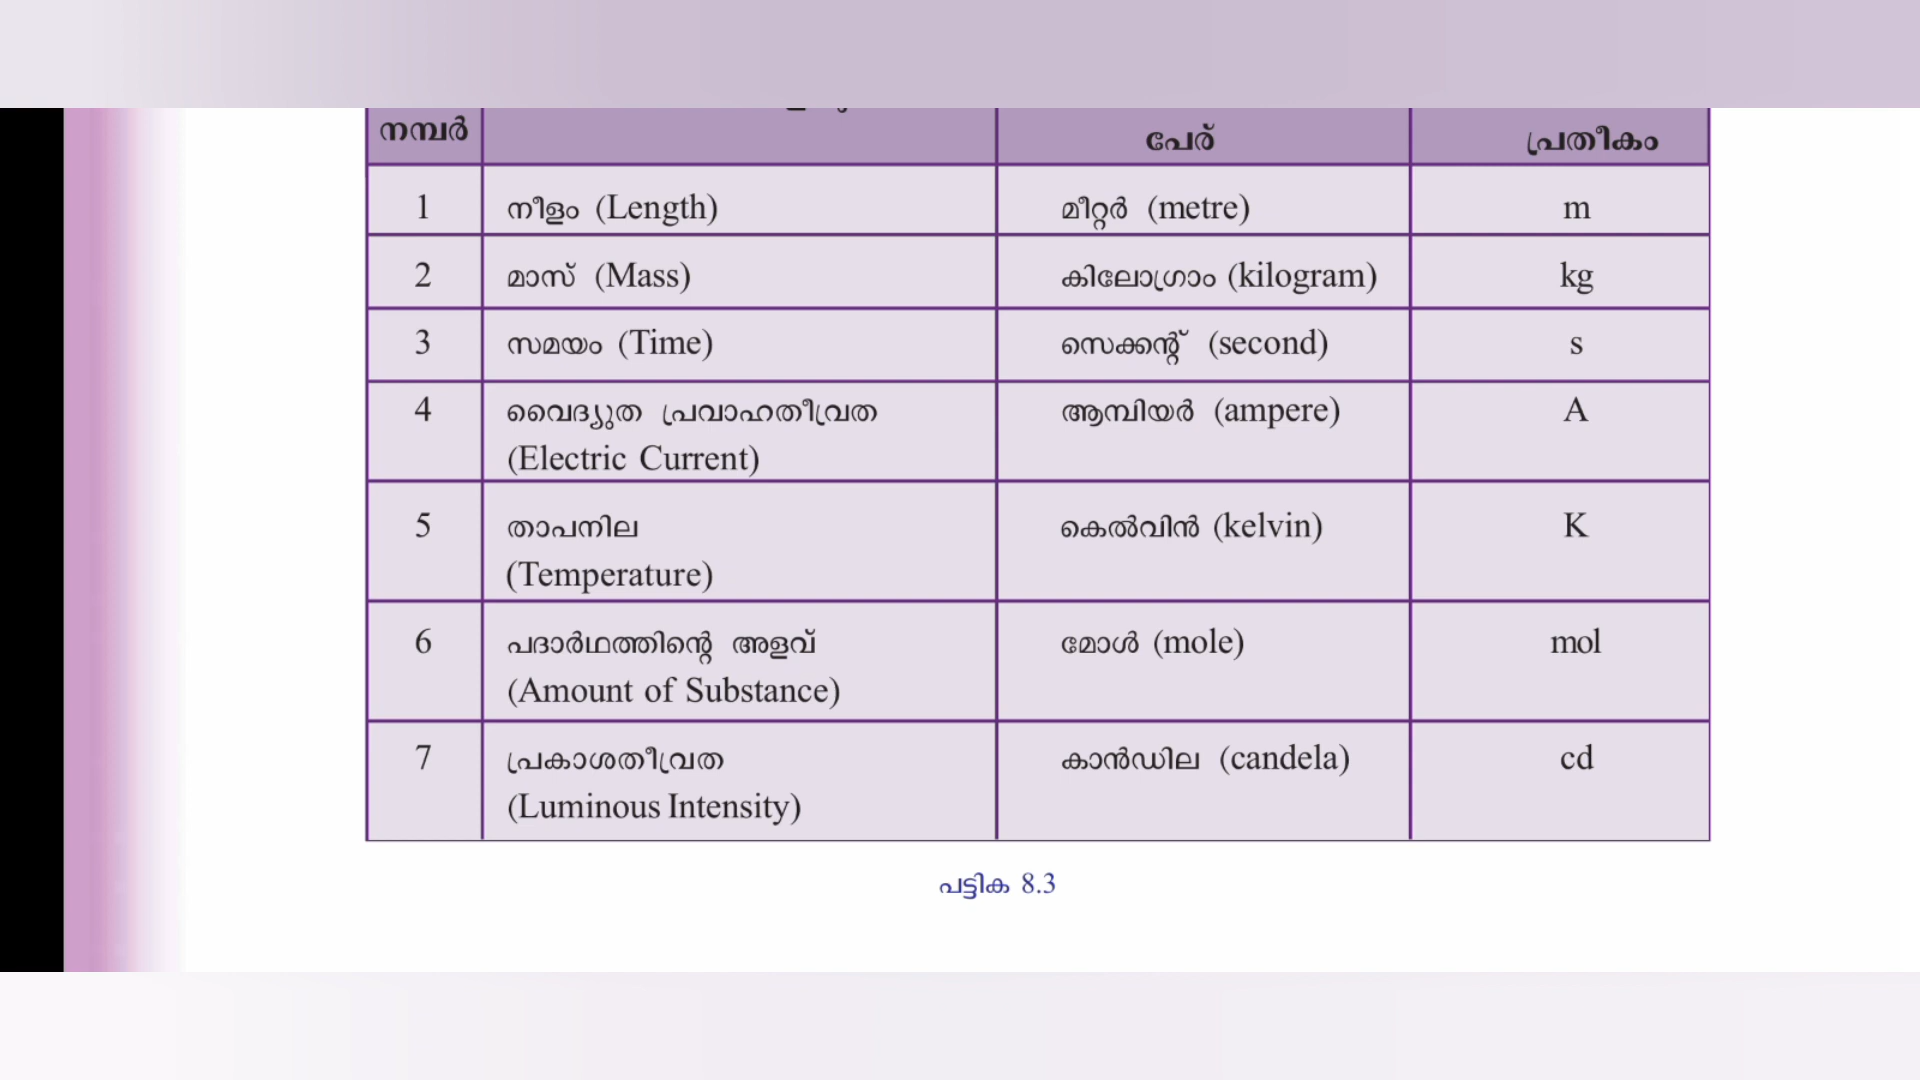 നമ്പർ പേര് പ്രതീകം
1 നീളം (Length) മീറ്റർ (metre) m
2 മാസ് (Mass) കിലോഗ്രാം (kilogram) kg
3 സമയം (Time) സെക്കന്റ് (second) s
4 വൈദ്യുത പ്രവാഹതീവ്രത ആമ്പിയർ (ampere) A
(Electric Current)
5 താപനില കെൽവിൻ (kelvin) K
(Temperature)
6 പദാർഥത്തിന്റെ അളവ് മോൾ (mole) mol
(Amount of Substance)
7 പ്രകാശതീവ്രത കാൻഡില (candela) cd
(Luminous Intensity)
പട്ടിക 8.3